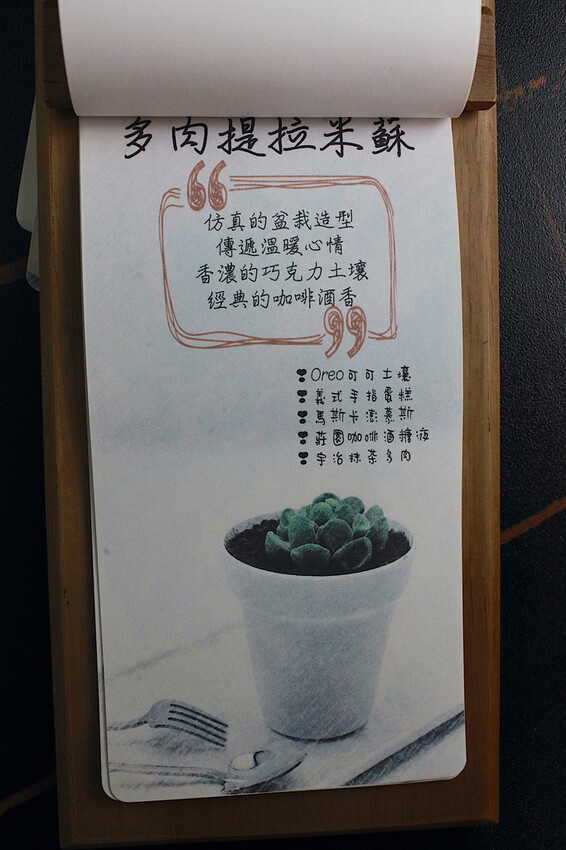 多肉提拉米蘇
仿真的盆栽造型
傳遞溫暖心情
香濃的巧克力土壤
經典的咖啡酒香
Oreo可可土壤
義式手指蛋糕
馬斯卡澎慕斯
莊園咖啡酒糖液
宇治抹茶多肉